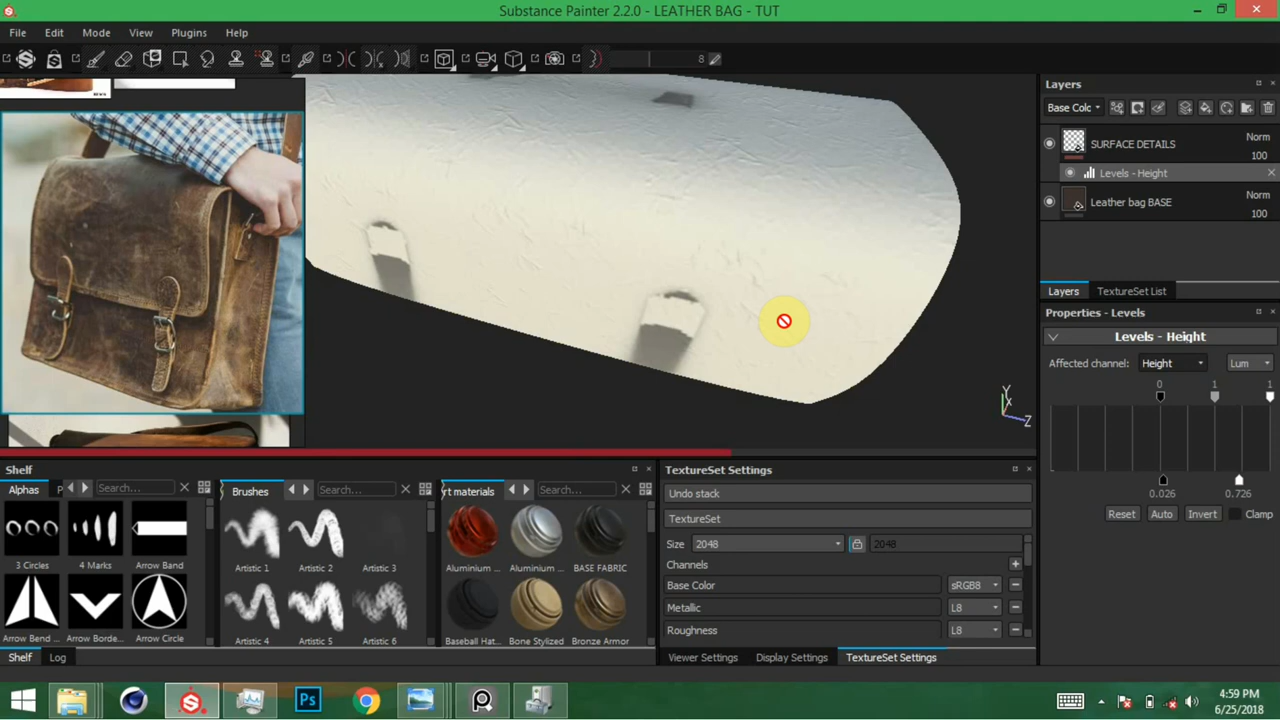 Substance Painter 2.2.0 - LEATHER BAG - TUT
File Edit Mode View Plugins Help
8
Layers
Base Colc
SURFACE DETAILS
Norm
100
Levels - Height
Leather bag BASE
Norm
100
Layers TextureSet List
Properties - Levels
Levels - Height
Affected channel: Height Lum
0 1 1
0.026 0.726
Reset Auto Invert Clamp
Y
X
Z
Shelf
Alphas P Search...
3 Circles 4 Marks Arrow Band
Arrow Bend ... Arrow Borde... Arrow Circle
Brushes Search...
Artistic 1 Artistic 2 Artistic 3
Artistic 4 Artistic 5 Artistic 6
rt materials Search...
Aluminium ... Aluminium ... BASE FABRIC
Baseball Hat... Bone Stylized Bronze Armor
Shelf Log
TextureSet Settings
Undo stack
TextureSet
Size 2048 2048
Channels
Base Color sRGB8
Metallic L8
Roughness L8
Viewer Settings Display Settings TextureSet Settings
Ps
4:59 PM
6/25/2018